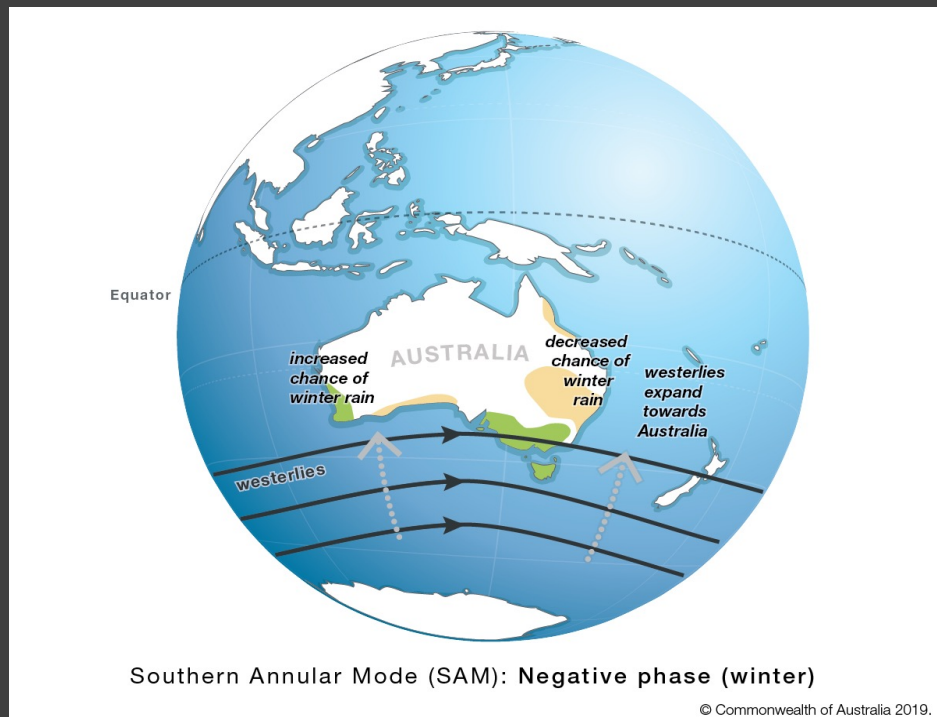 Equator
AUSTRALIA
increased
chance of
winter rain
decreased
chance of
winter
rain
westerlies
expand
towards
Australia
westerlies
Southern Annular Mode (SAM): Negative phase (winter)
© Commonwealth of Australia 2019.